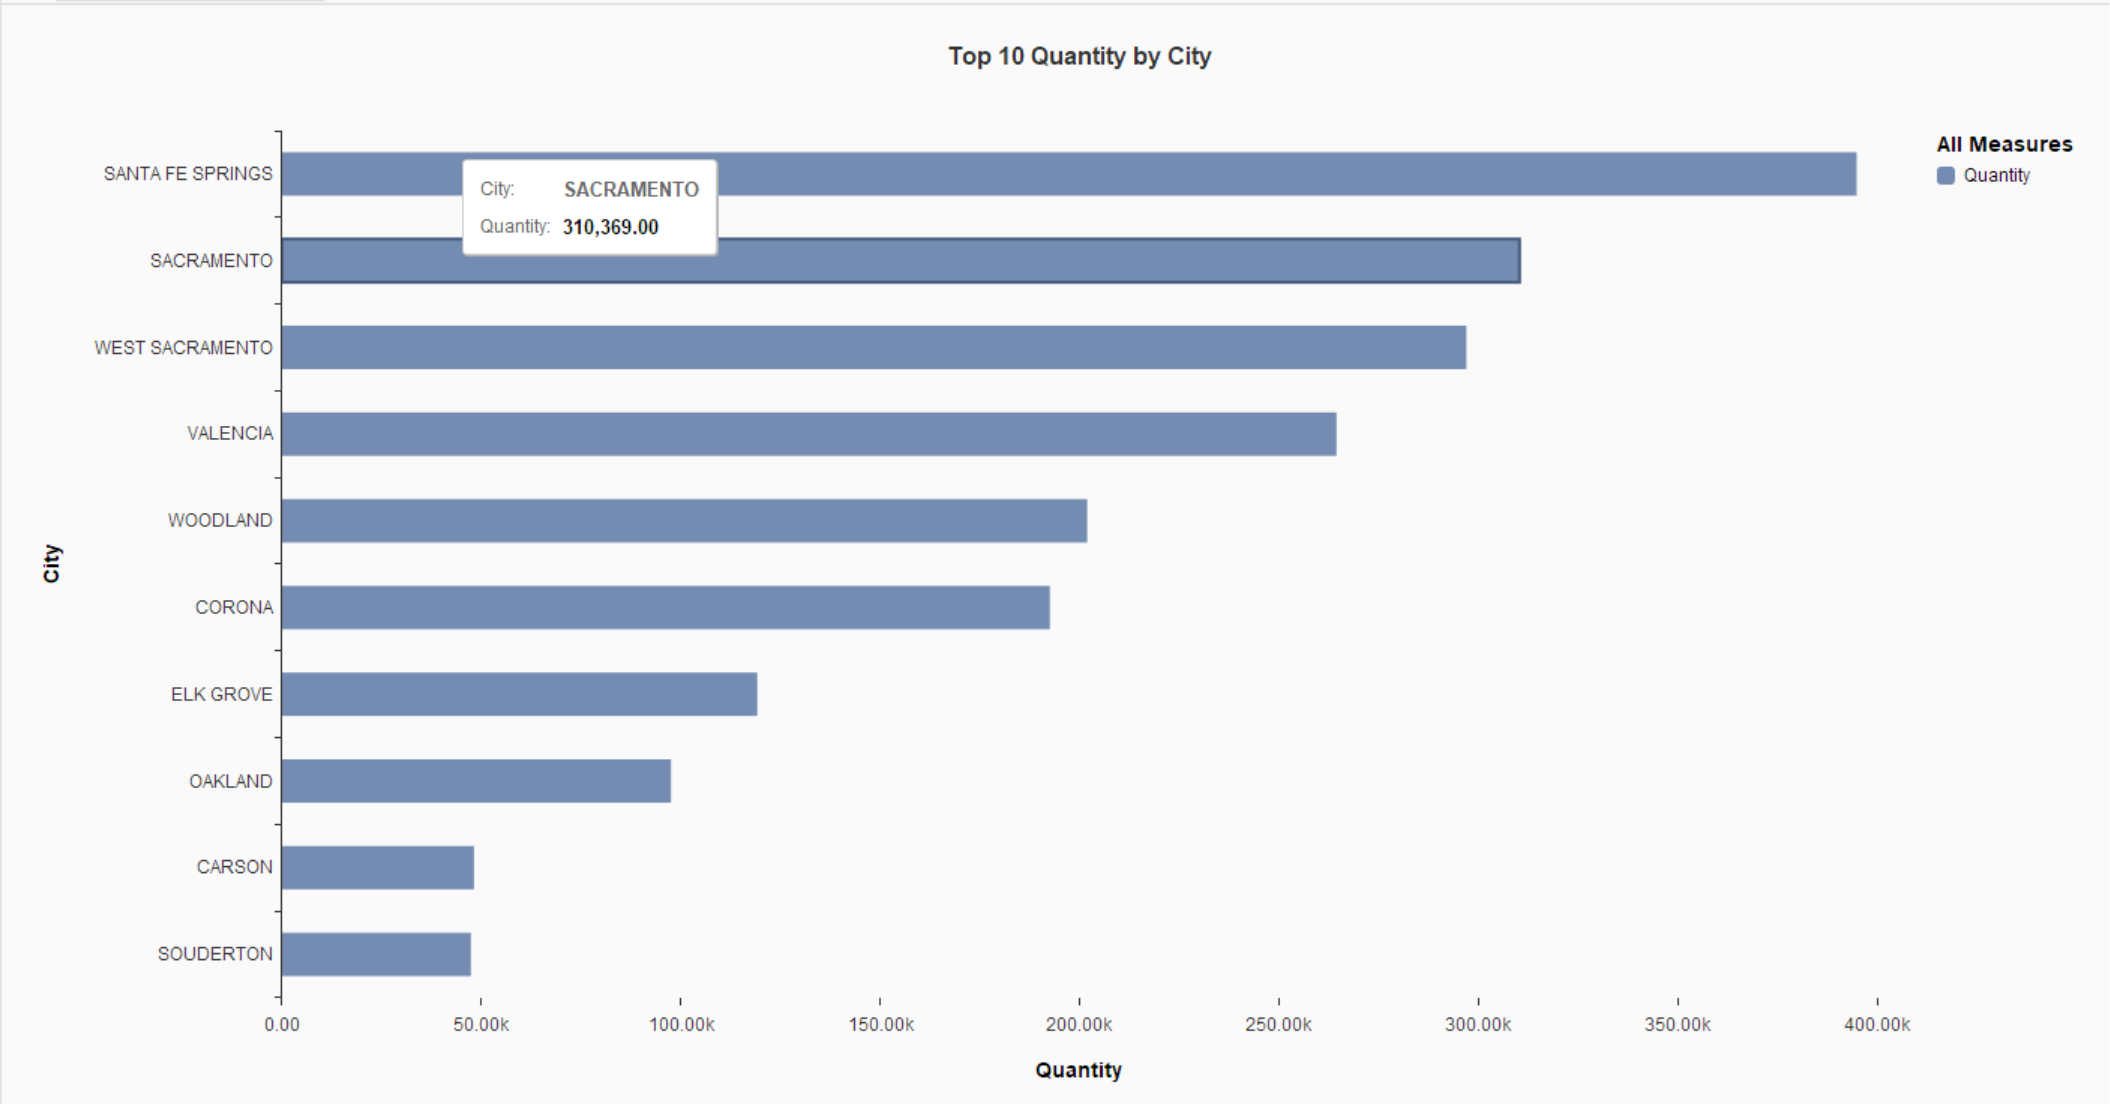 Top 10 Quantity by City
All Measures
Quantity
SANTA FE SPRINGS
City: SACRAMENTO
Quantity: 310,369.00
SACRAMENTO
WEST SACRAMENTO
VALENCIA
WOODLAND
CORONA
ELK GROVE
OAKLAND
CARSON
SOUDERTON
City
0.00 50.00k 100.00k 150.00k 200.00k 250.00k 300.00k 350.00k 400.00k
Quantity